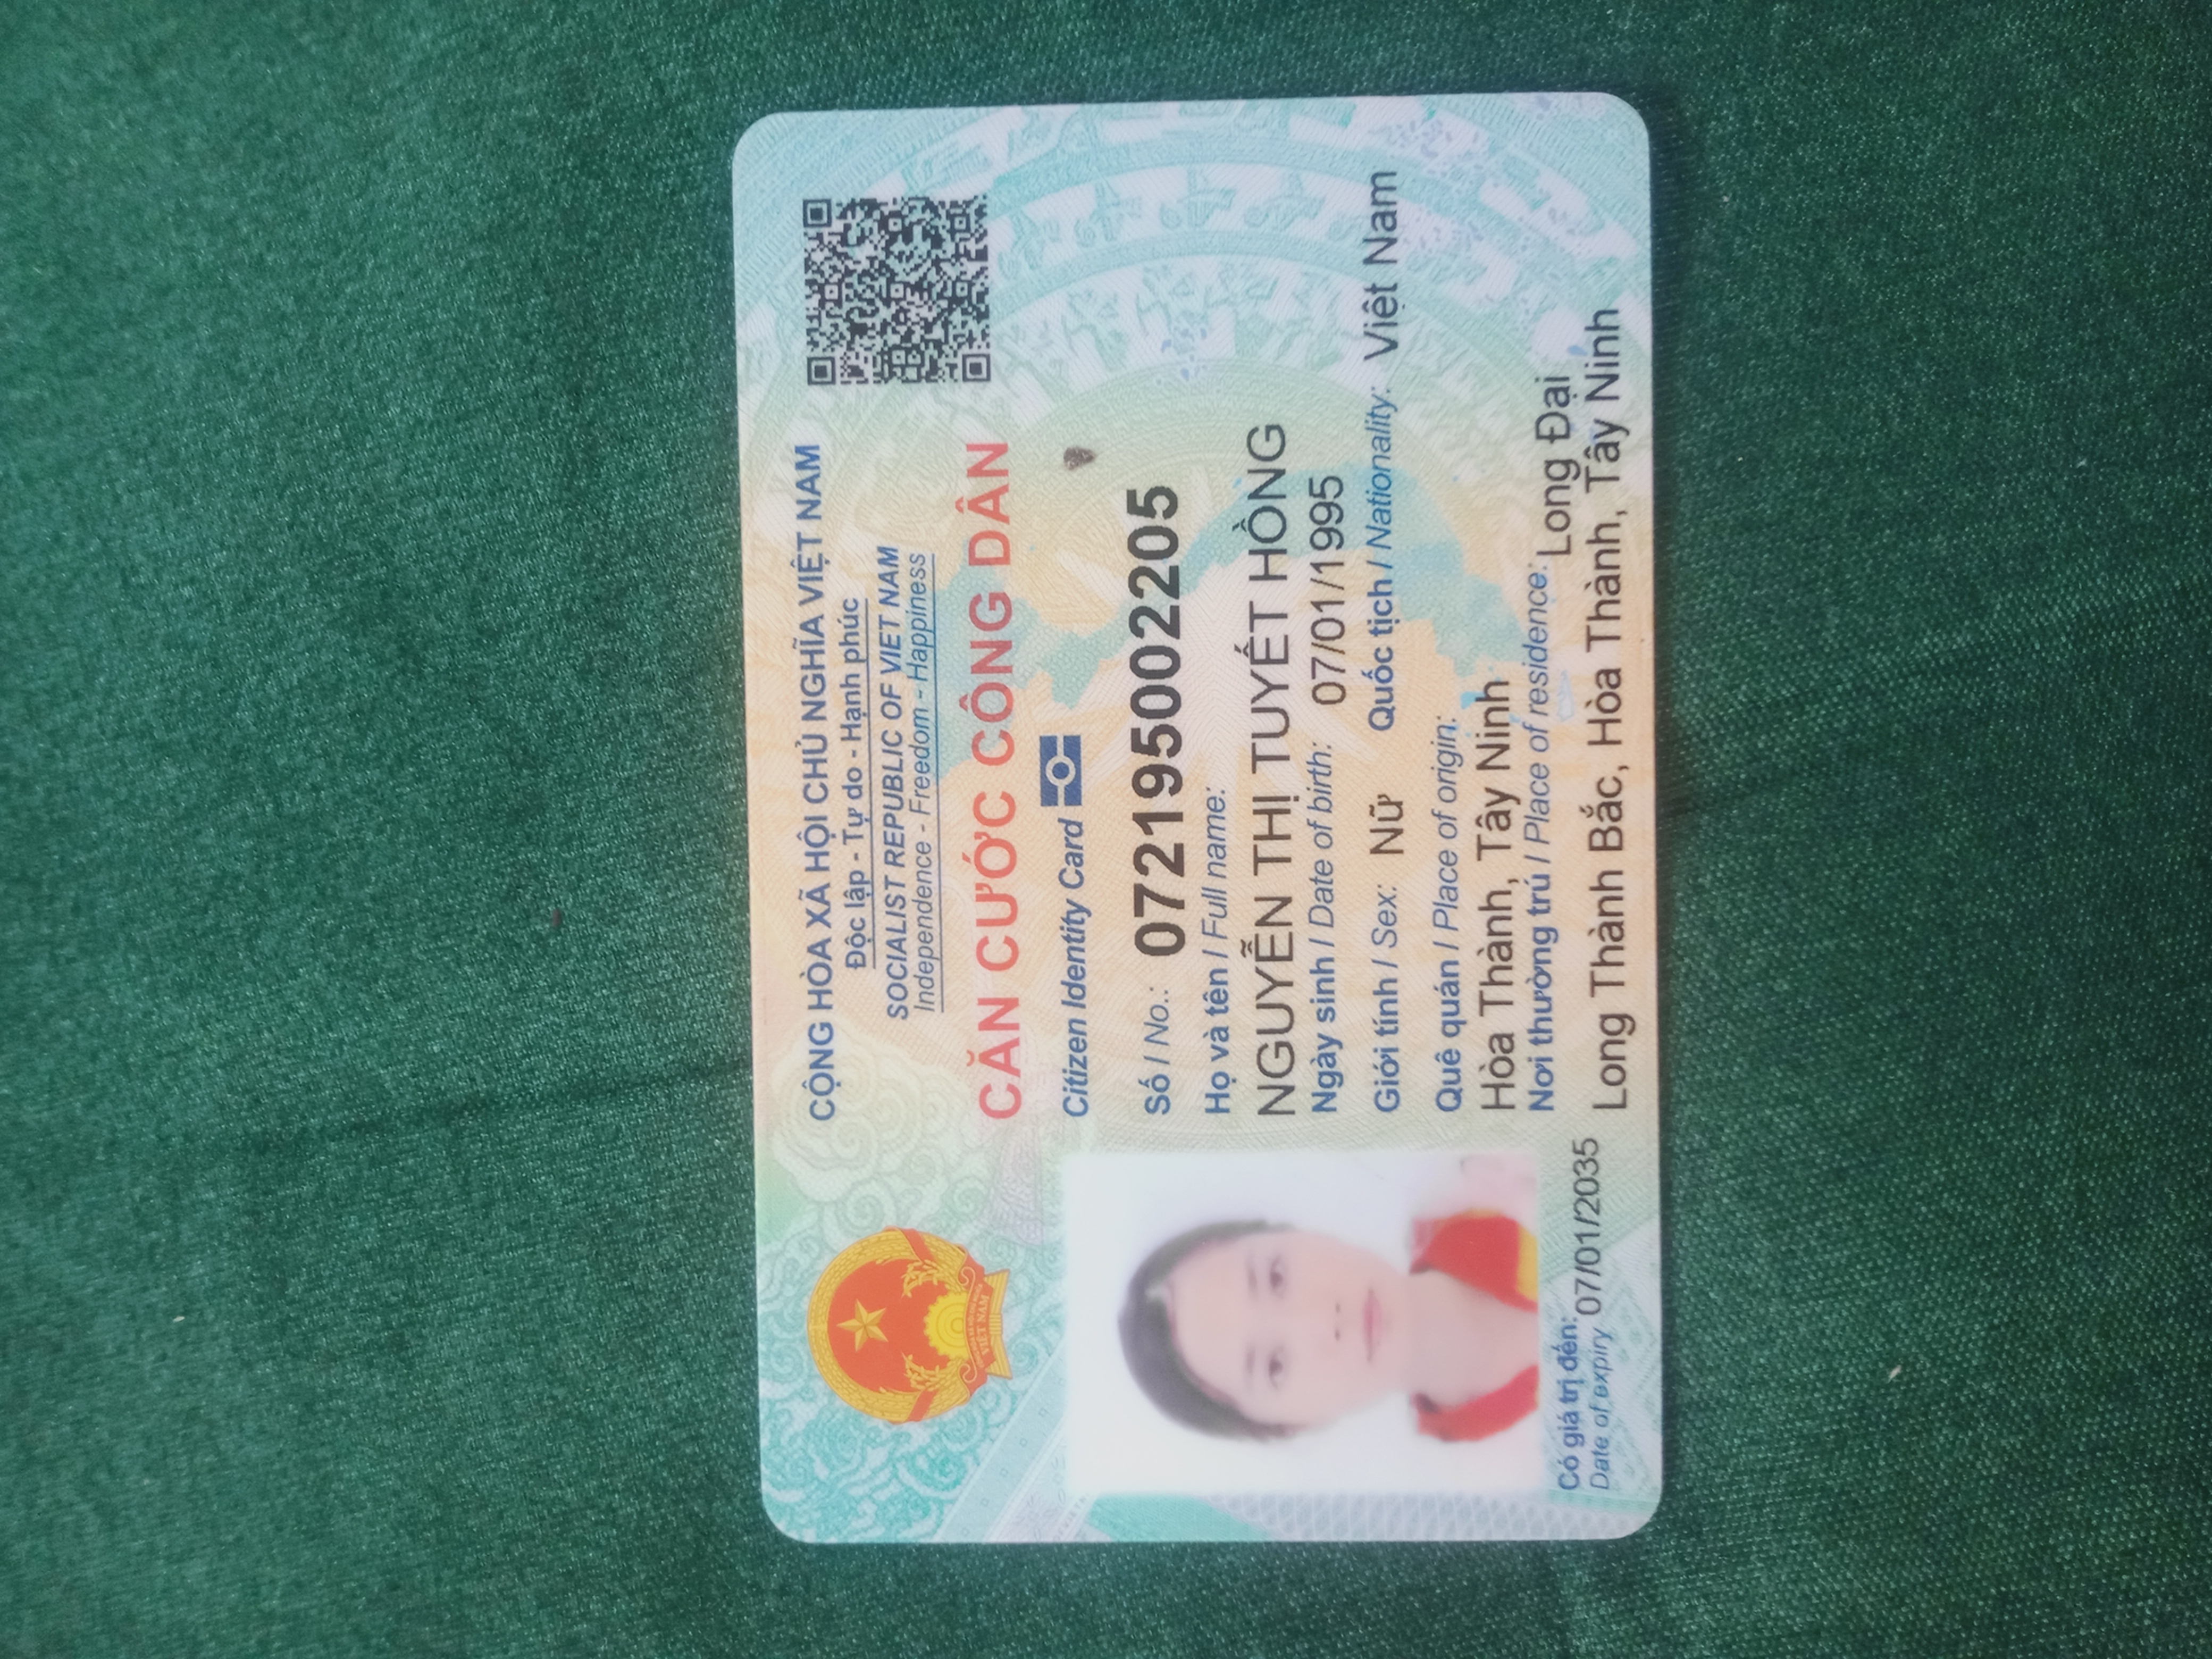 CỘNG HÒA XÃ HỘI CHỦ NGHĨA VIỆT NAM
Độc lập - Tự do - Hạnh phúc
SOCIALIST REPUBLIC OF VIET NAM
Independence - Freedom - Happiness
CĂN CƯỚC CÔNG DÂN
Citizen Identity Card
Số / No.: 072195002205
Họ và tên / Full name:
NGUYỄN THỊ TUYẾT HỒNG
Ngày sinh / Date of birth: 07/01/1995
Giới tính / Sex: Nữ Quốc tịch / Nationality: Việt Nam
Quê quán / Place of origin:
Hòa Thành, Tây Ninh
Nơi thường trú / Place of residence: Long Đại
Long Thành Bắc, Hòa Thành, Tây Ninh
Có giá trị đến: 07/01/2035
Date of expiry
VIỆT NAM